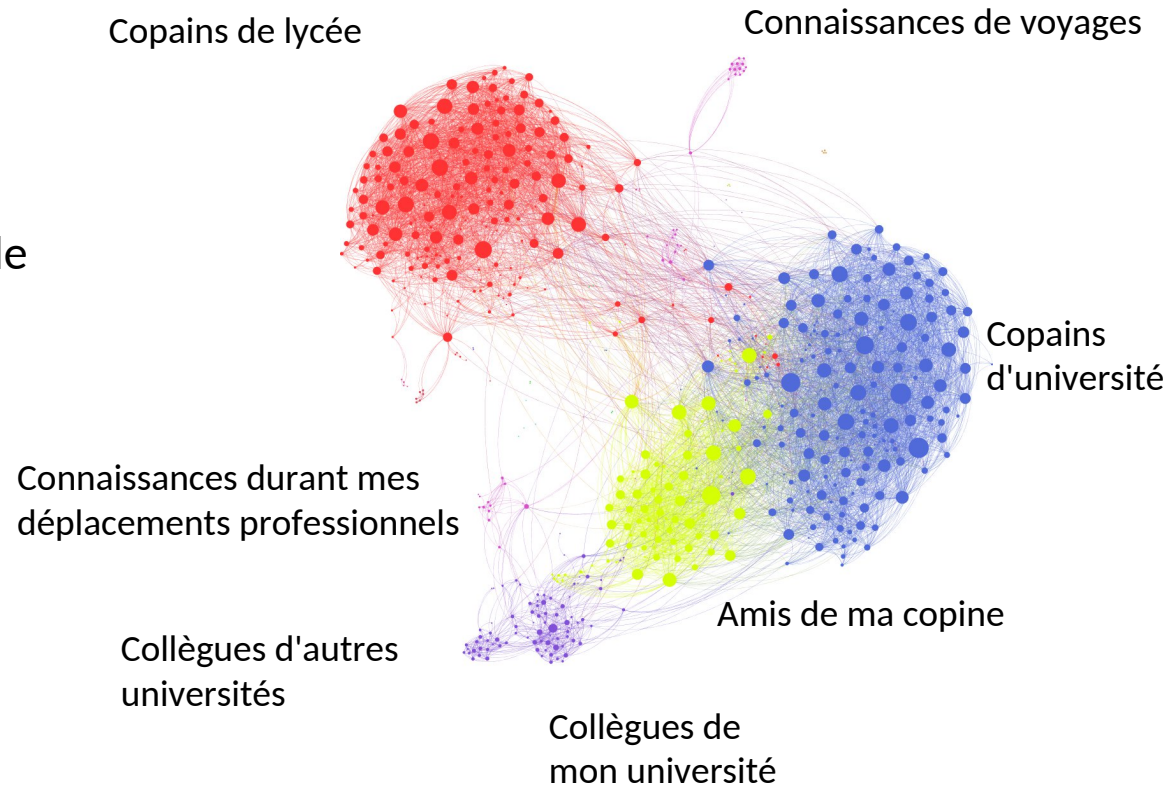 Copains de lycée
Connaissances de voyages
le
Copains
d'université
Connaissances durant mes
déplacements professionnels
Amis de ma copine
Collègues d'autres
universités
Collègues de
mon université